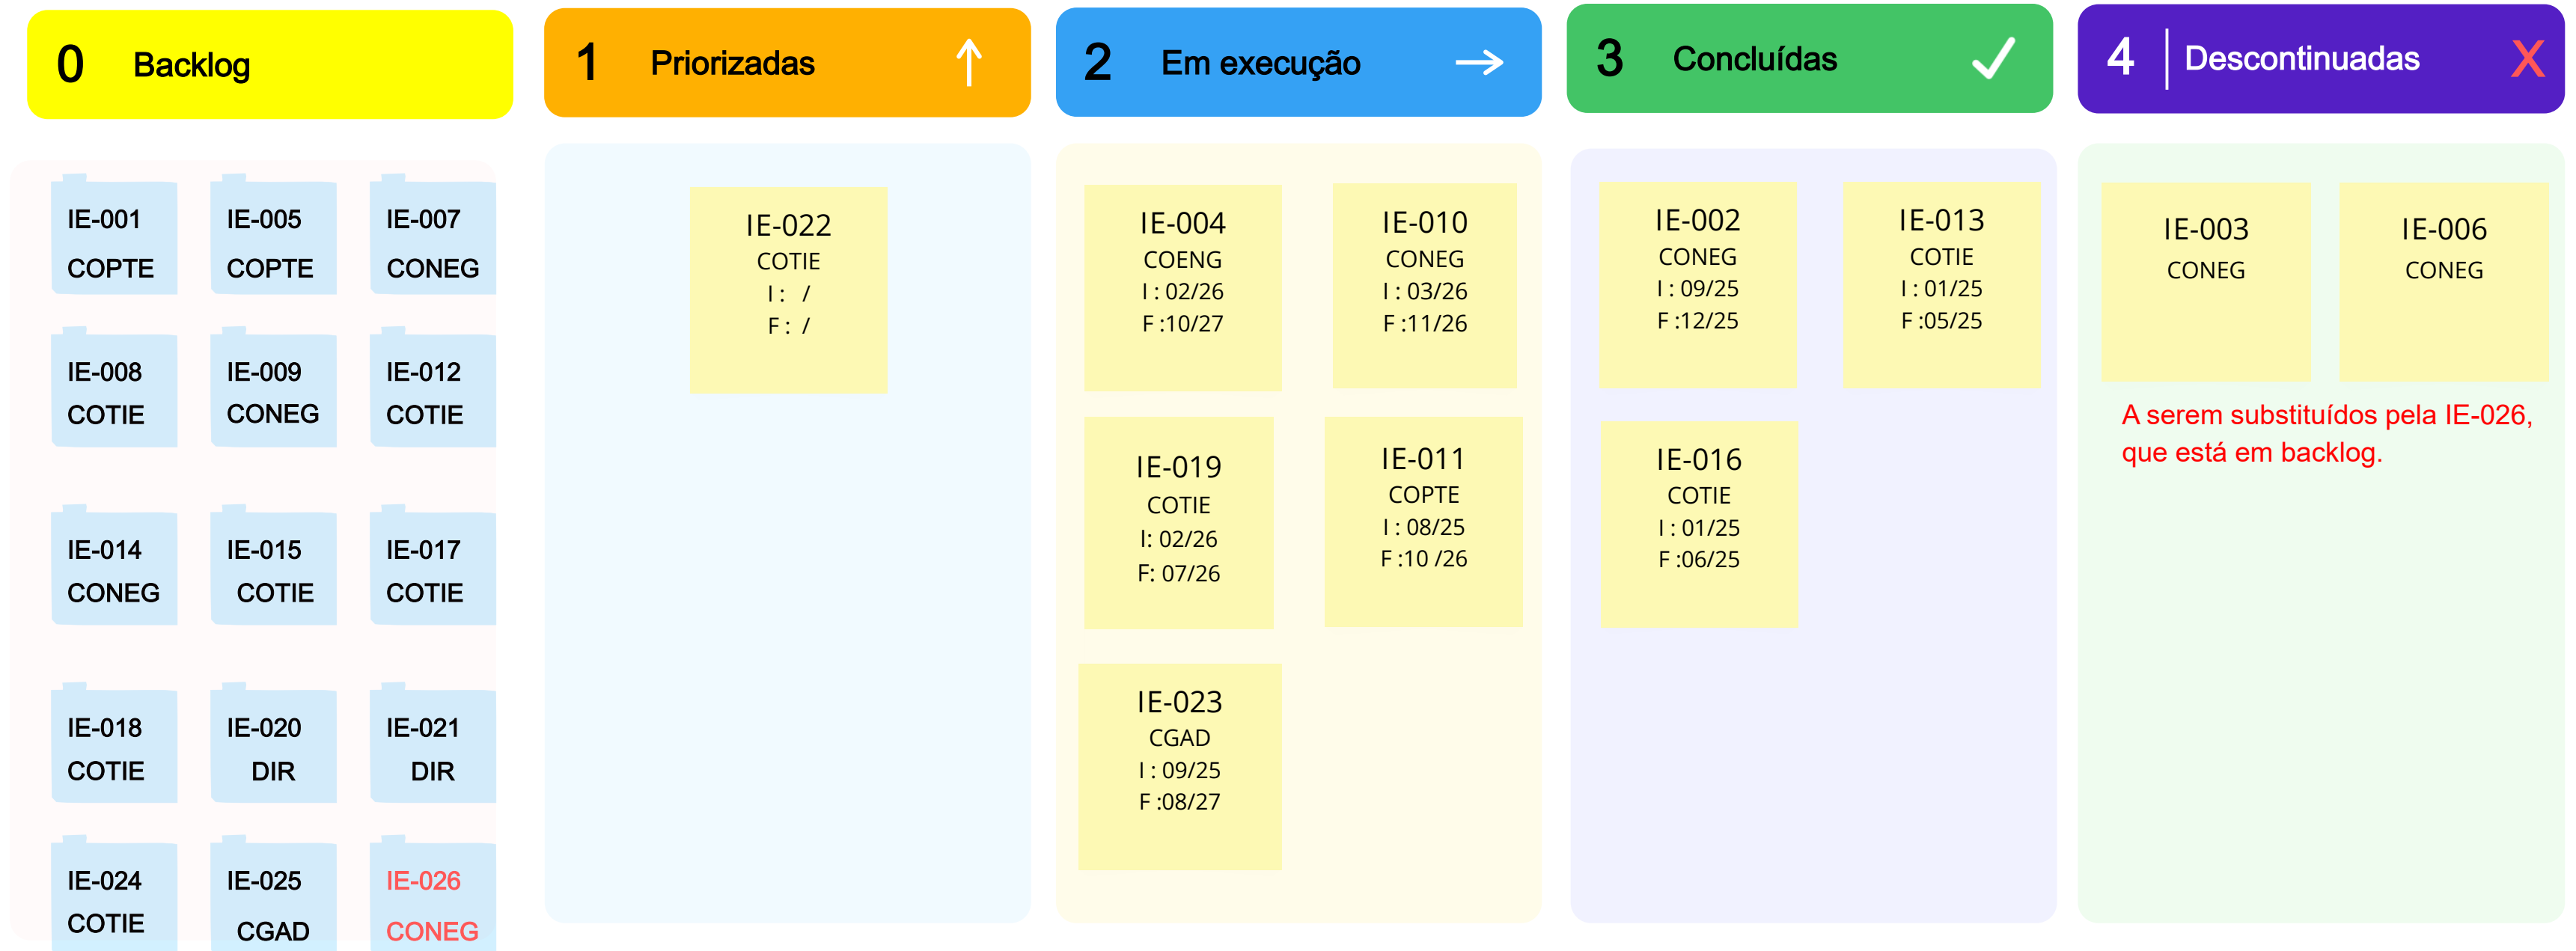 0 Backlog
1 Priorizadas ↑
2 Em execução →
3 Concluídas ✓
4 Descontinuadas X
IE-001
COPTE
IE-005
COPTE
IE-007
CONEG
IE-008
COTIE
IE-009
CONEG
IE-012
COTIE
IE-014
CONEG
IE-015
COTIE
IE-017
COTIE
IE-018
COTIE
IE-020
DIR
IE-021
DIR
IE-024
COTIE
IE-025
CGAD
IE-026
CONEG
IE-022
COTIE
I :   /
F :  /
IE-004
COENG
I : 02/26
F :10/27
IE-010
CONEG
I : 03/26
F :11/26
IE-019
COTIE
I: 02/26
F: 07/26
IE-011
COPTE
I : 08/25
F :10 /26
IE-023
CGAD
I : 09/25
F :08/27
IE-002
CONEG
I : 09/25
F :12/25
IE-013
COTIE
I : 01/25
F :05/25
IE-016
COTIE
I : 01/25
F :06/25
IE-003
CONEG
IE-006
CONEG
A serem substituídos pela IE-026,
que está em backlog.